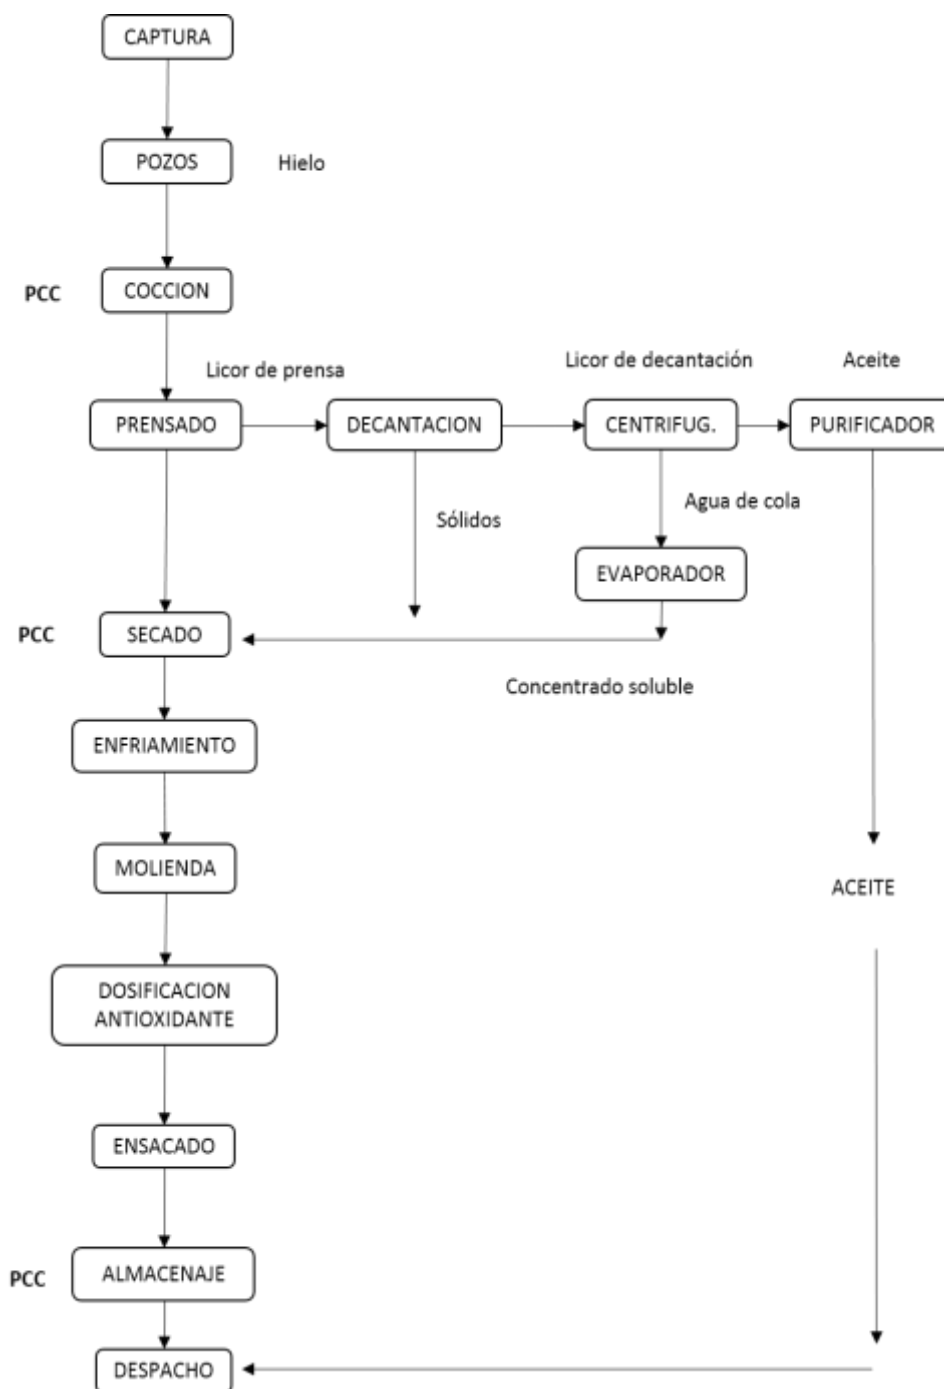 CAPTURA
POZOS
Hielo
PCC
COCCION
Licor de prensa
Licor de decantación
Aceite
PRENSADO
DECANTACION
CENTRIFUG.
PURIFICADOR
Sólidos
Agua de cola
EVAPORADOR
PCC
SECADO
Concentrado soluble
ENFRIAMIENTO
MOLIENDA
ACEITE
DOSIFICACION
ANTIOXIDANTE
ENSACADO
PCC
ALMACENAJE
DESPACHO